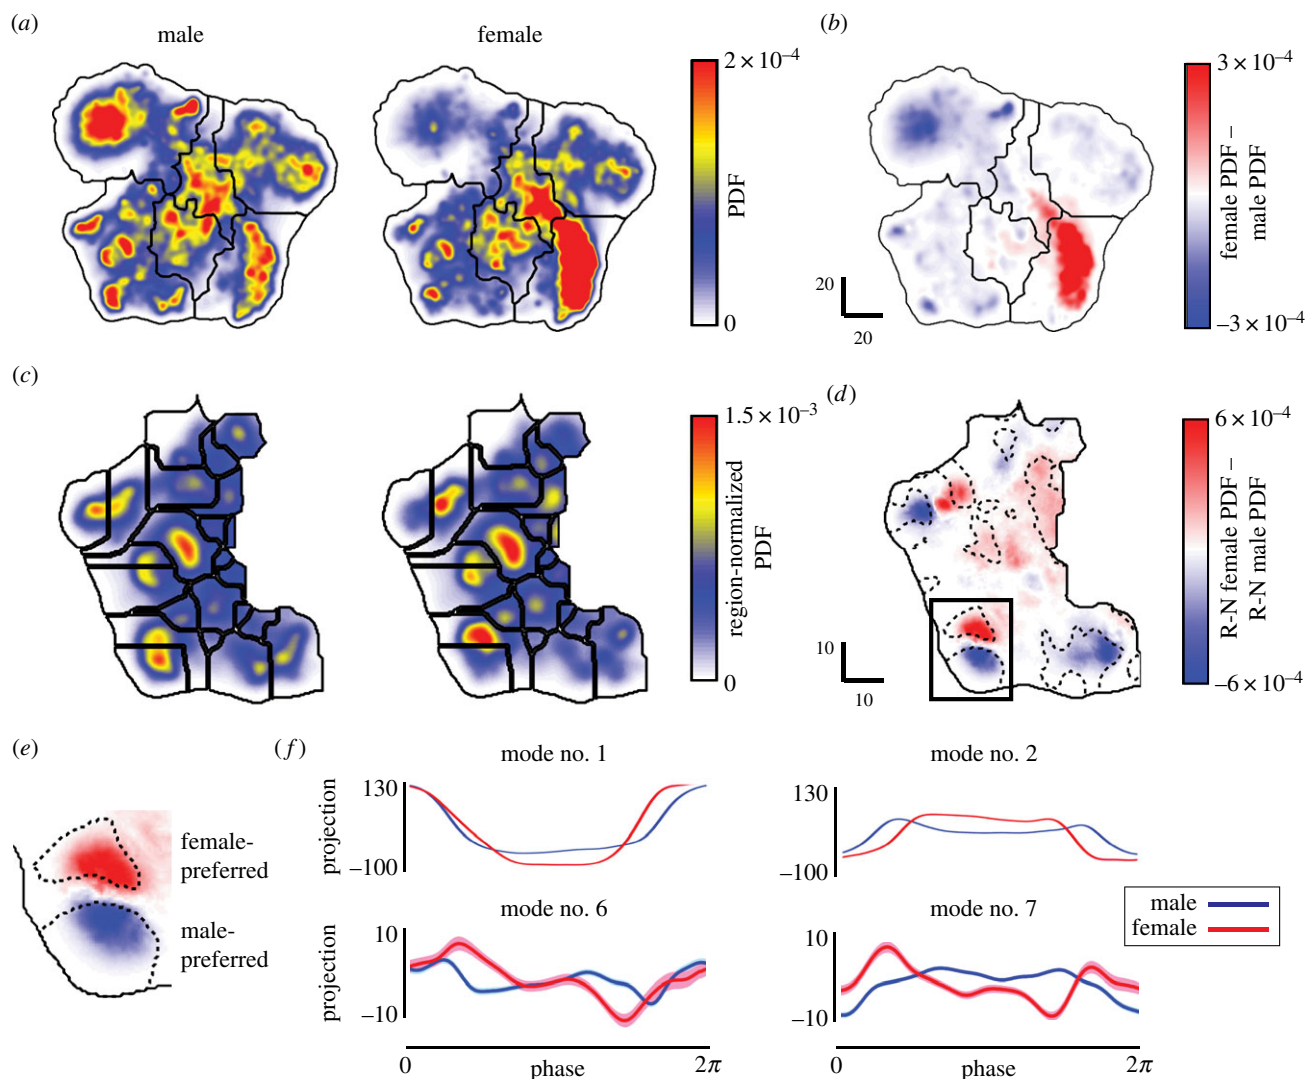 (a)
male
female
2 × 10⁻⁴
PDF
0
(b)
3 × 10⁻⁴
female PDF –
male PDF
–3 × 10⁻⁴
20
20
(c)
1.5 × 10⁻³
region-normalized
PDF
0
(d)
6 × 10⁻⁴
R-N female PDF –
R-N male PDF
–6 × 10⁻⁴
10
10
(e)
female-
preferred
male-
preferred
(f)
mode no. 1
130
projection
–100
mode no. 2
130
–100
mode no. 6
10
projection
–10
mode no. 7
10
–10
male
female
0
phase
2π
0
phase
2π